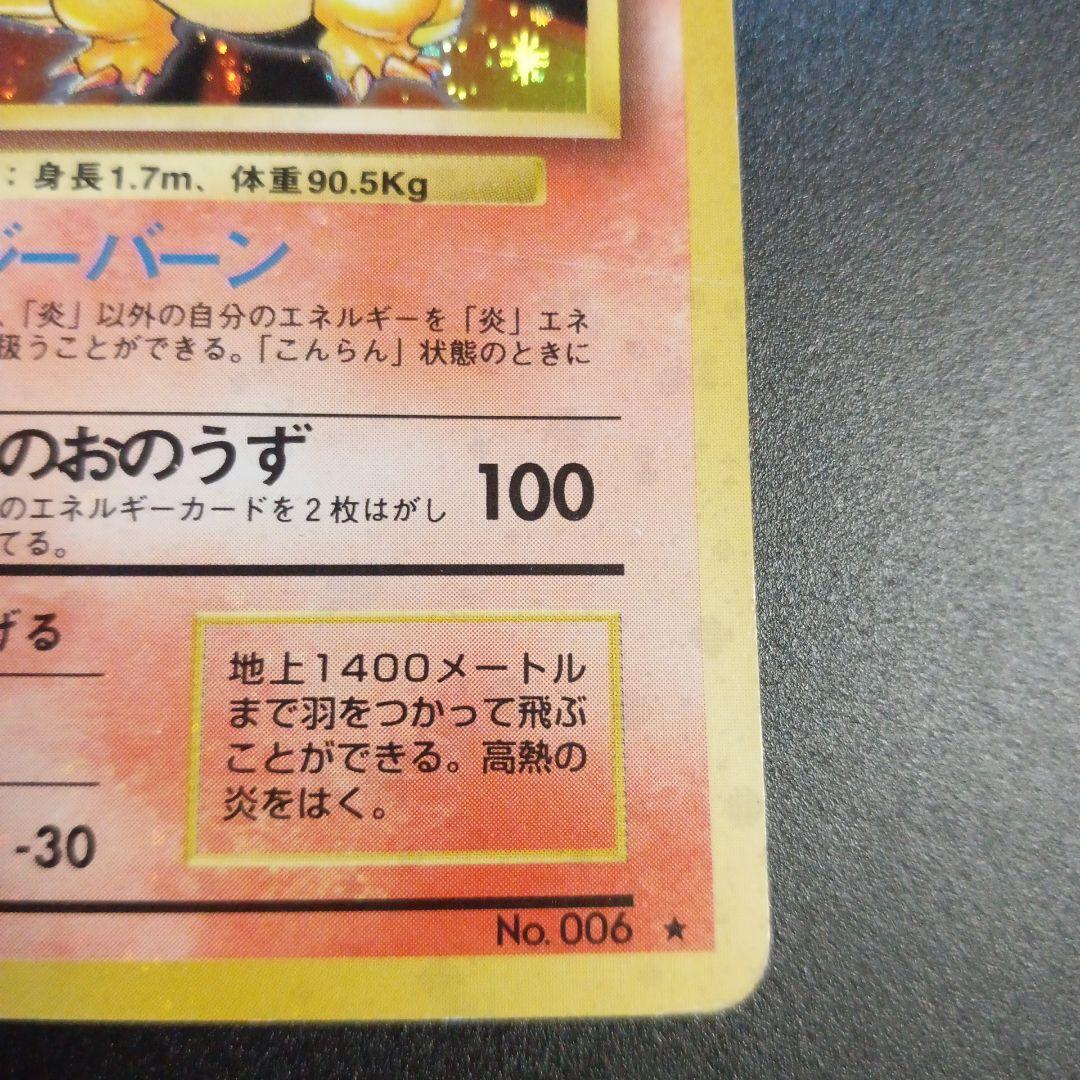 ：身長1.7m、体重90.5Kg
ジーバーン
、「炎」以外の自分のエネルギーを「炎」エネ
扱うことができる。「こんらん」状態のときに
のおのうず 100
のエネルギーカードを2枚はがし
てる。
げる
地上1400メートル
まで羽をつかって飛ぶ
ことができる。高熱の
炎をはく。
-30
No. 006 ★